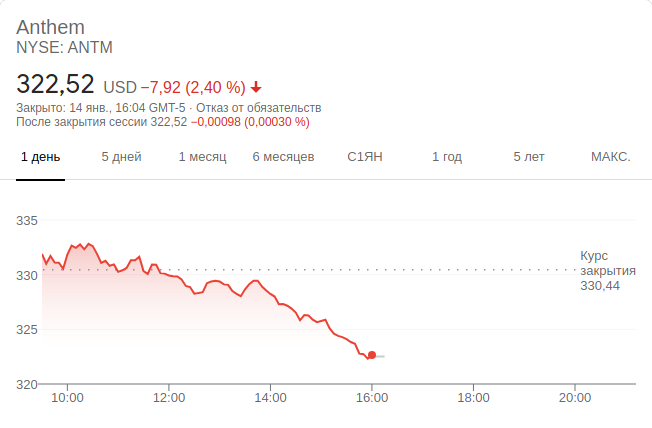 Anthem
NYSE: ANTM
322,52 USD −7,92 (2,40 %)
Закрыто: 14 янв., 16:04 GMT-5 · Отказ от обязательств
После закрытия сессии 322,52 −0,00098 (0,00030 %)
1 день 5 дней 1 месяц 6 месяцев С1ЯН 1 год 5 лет МАКС.
335
330
325
320
Курс
закрытия
330,44
10:00 12:00 14:00 16:00 18:00 20:00